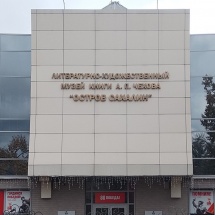 ЛИТЕРАТУРНО-ХУДОЖЕСТВЕННЫЙ
МУЗЕЙ КНИГИ А. П. ЧЕХОВА
"ОСТРОВ САХАЛИН"